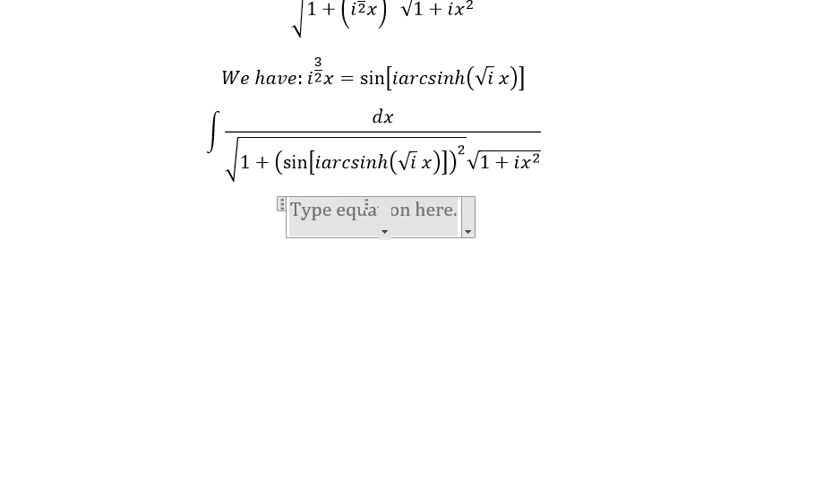 √1 + (i^(3/2)x) √1 + ix²
We have: i^(3/2)x = sin[iarcsinh(√i x)]
∫ dx / √1 + (sin[iarcsinh(√i x)])² √1 + ix²
Type equa on here.